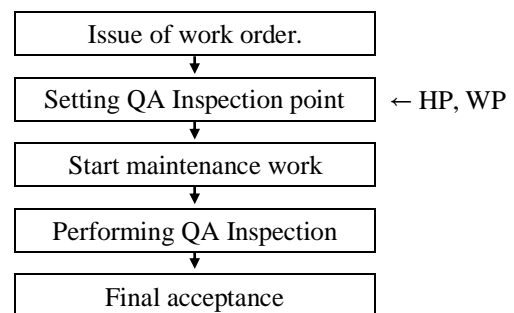 Issue of work order.
Setting QA Inspection point ← HP, WP
Start maintenance work
Performing QA Inspection
Final acceptance